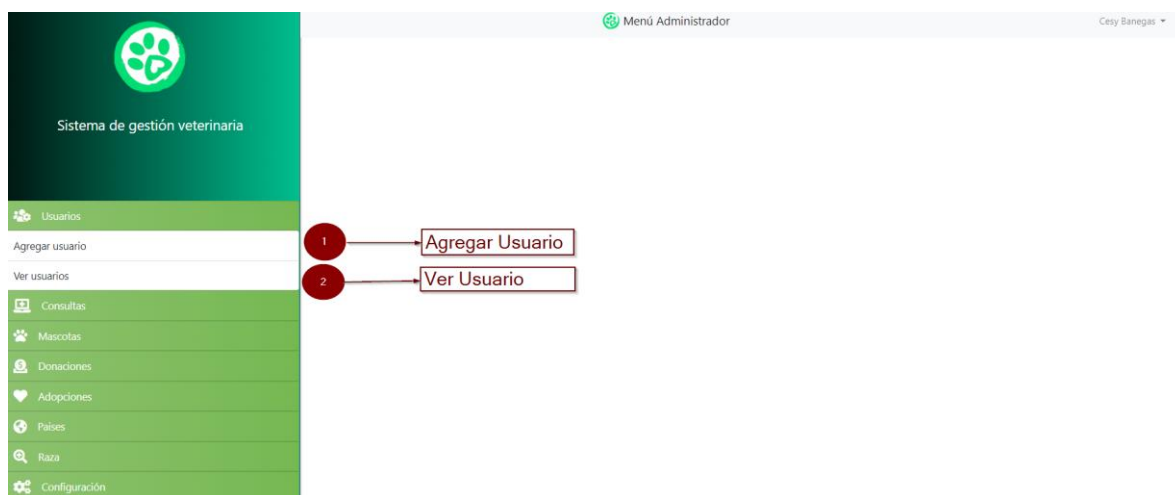 Menú Administrador
Cesy Banegas
Sistema de gestión veterinaria
Usuarios
Agregar usuario
1 Agregar Usuario
Ver usuarios
2 Ver Usuario
Consultas
Mascotas
Donaciones
Adopciones
Paises
Raza
Configuración